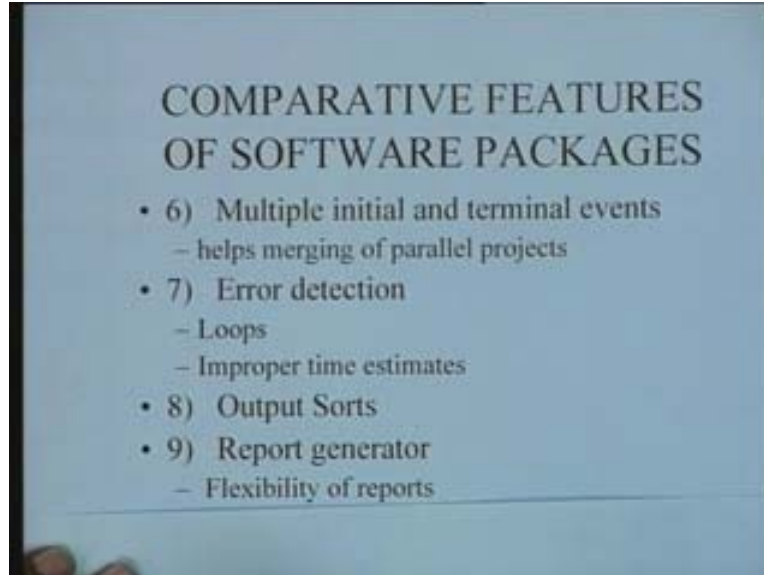 COMPARATIVE FEATURES
OF SOFTWARE PACKAGES
• 6) Multiple initial and terminal events
– helps merging of parallel projects
• 7) Error detection
– Loops
– Improper time estimates
• 8) Output Sorts
• 9) Report generator
– Flexibility of reports